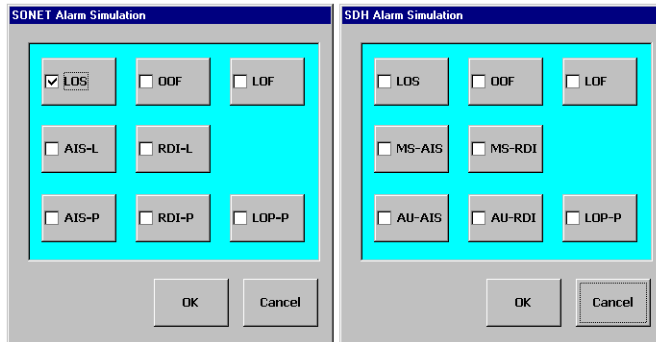 SONET Alarm Simulation
LOS OOF LOF
AIS-L RDI-L
AIS-P RDI-P LOP-P
OK Cancel
SDH Alarm Simulation
LOS OOF LOF
MS-AIS MS-RDI
AU-AIS AU-RDI LOP-P
OK Cancel